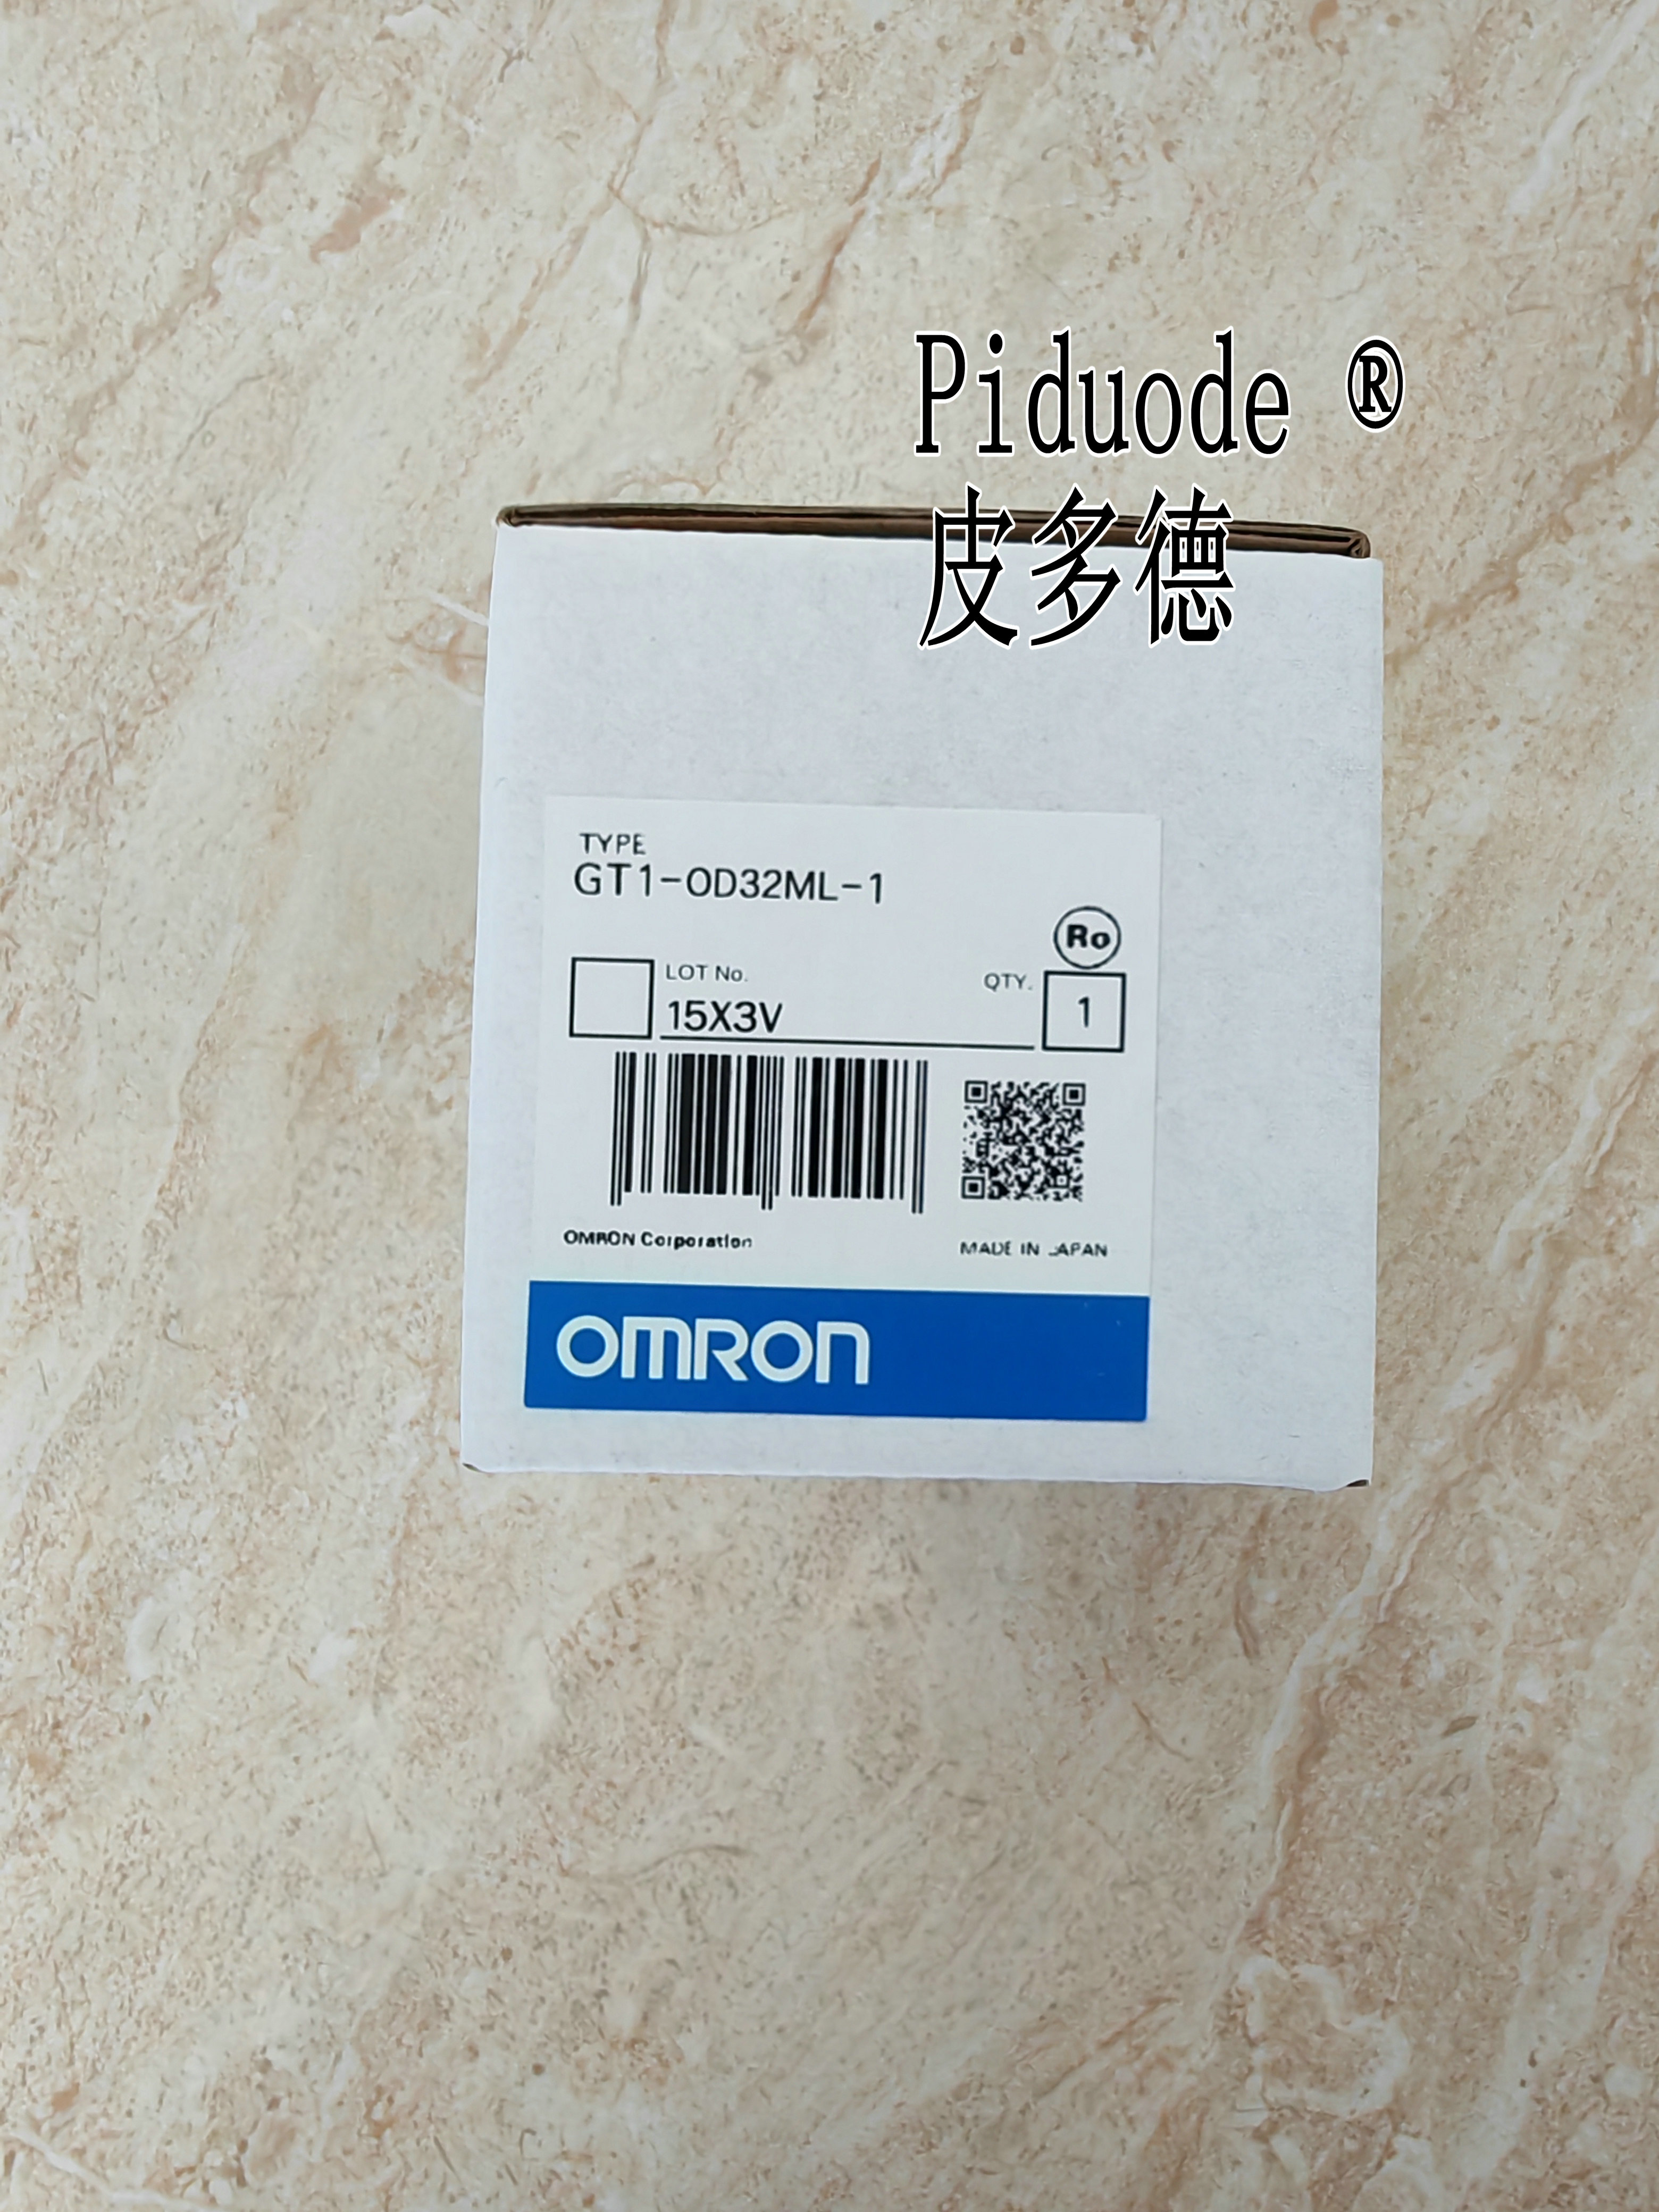 Piduode ®
皮多德
TYPE
GT1-OD32ML-1
Ro
LOT No.
QTY.
15X3V
1
OMRON Corporation
MADE IN JAPAN
OMRON